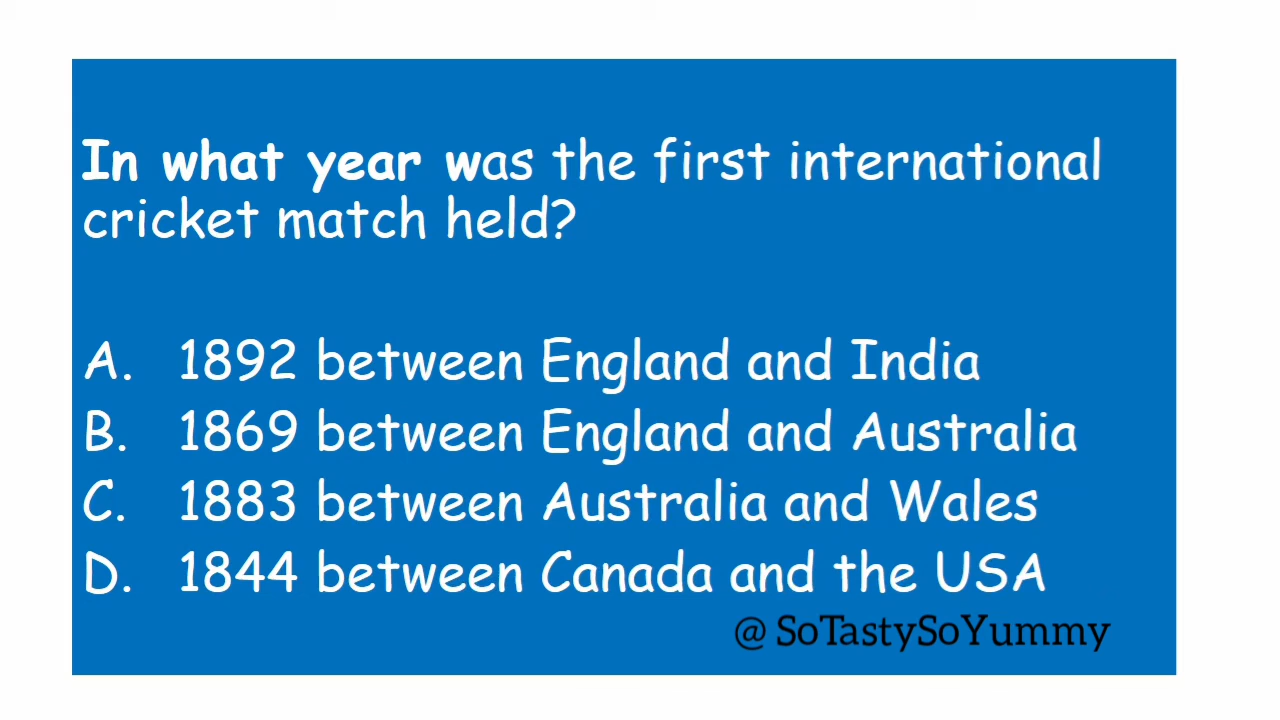 In what year was the first international
cricket match held?
A. 1892 between England and India
B. 1869 between England and Australia
C. 1883 between Australia and Wales
D. 1844 between Canada and the USA
@ SoTastySoYummy